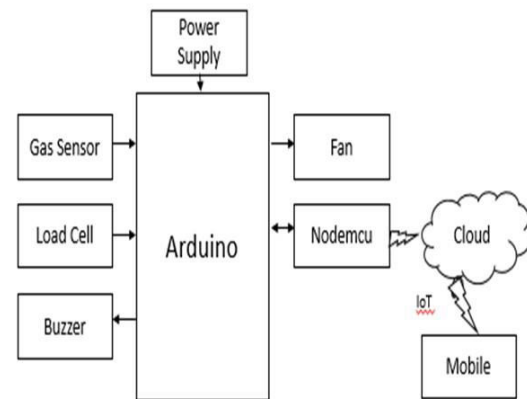 Power
Supply
Gas Sensor
Fan
Load Cell
Arduino
Nodemcu
Cloud
Buzzer
IoT
Mobile